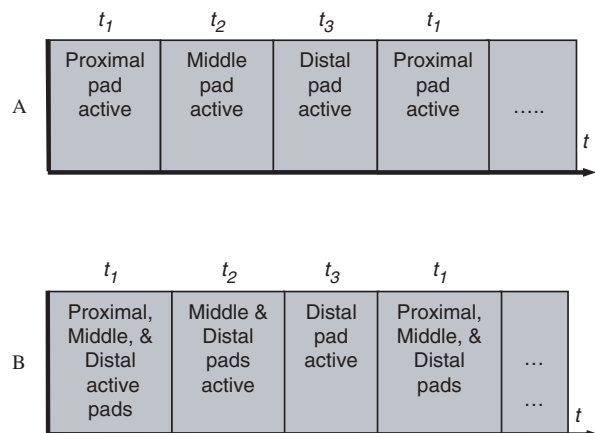 t1 t2 t3 t1
A
Proximal pad active
Middle pad active
Distal pad active
Proximal pad active
.....
t
t1 t2 t3 t1
B
Proximal, Middle, & Distal active pads
Middle & Distal pads active
Distal pad active
Proximal, Middle, & Distal pads
...
...
t